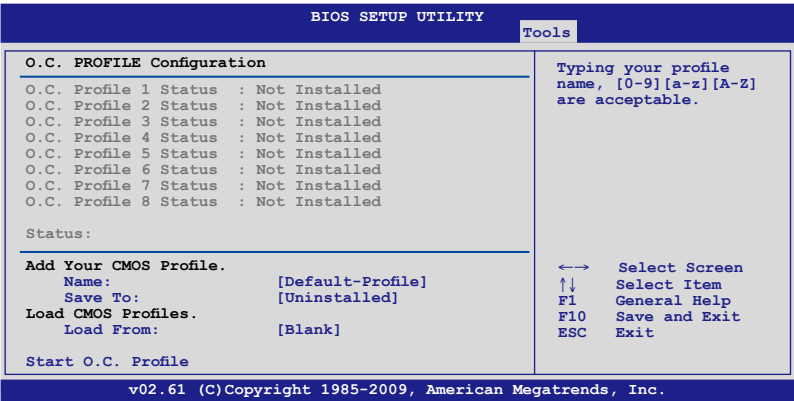 BIOS SETUP UTILITY
Tools
O.C. PROFILE Configuration
O.C. Profile 1 Status : Not Installed
O.C. Profile 2 Status : Not Installed
O.C. Profile 3 Status : Not Installed
O.C. Profile 4 Status : Not Installed
O.C. Profile 5 Status : Not Installed
O.C. Profile 6 Status : Not Installed
O.C. Profile 7 Status : Not Installed
O.C. Profile 8 Status : Not Installed
Status:
Add Your CMOS Profile.
Name: [Default-Profile]
Save To: [Uninstalled]
Load CMOS Profiles.
Load From: [Blank]
Start O.C. Profile
Typing your profile
name, [0-9][a-z][A-Z]
are acceptable.
←→ Select Screen
↑↓ Select Item
F1 General Help
F10 Save and Exit
ESC Exit
v02.61 (C)Copyright 1985-2009, American Megatrends, Inc.